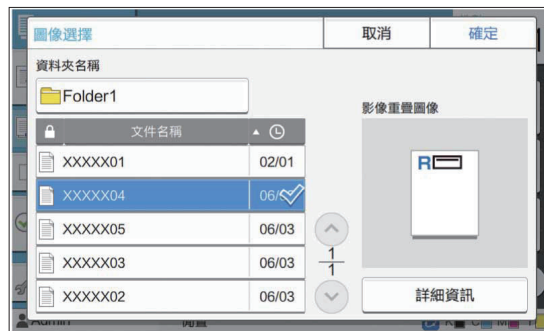 圖像選擇 取消 確定
資料夾名稱
Folder1
影像重疊圖像
文件名稱
XXXXX01 02/01
R
XXXXX04 06/
XXXXX05 06/03
XXXXX03 06/03
1
1
XXXXX02 06/03
詳細資訊
Admin